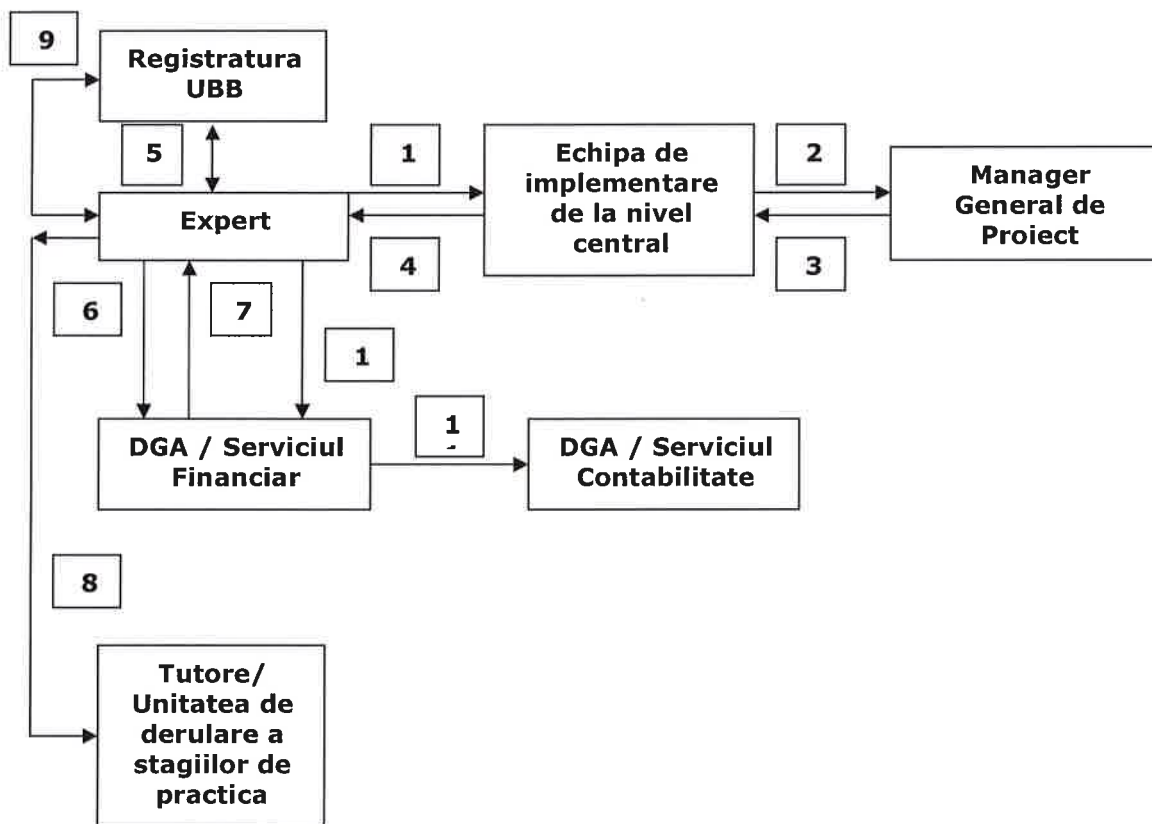 9
Registratura
UBB
5
1
Echipa de
implementare
de la nivel
central
2
Manager
General de
Proiect
Expert
4
3
6
7
1
1
DGA / Serviciul
Financiar
DGA / Serviciul
Contabilitate
8
Tutore/
Unitatea de
derulare a
stagiilor de
practica